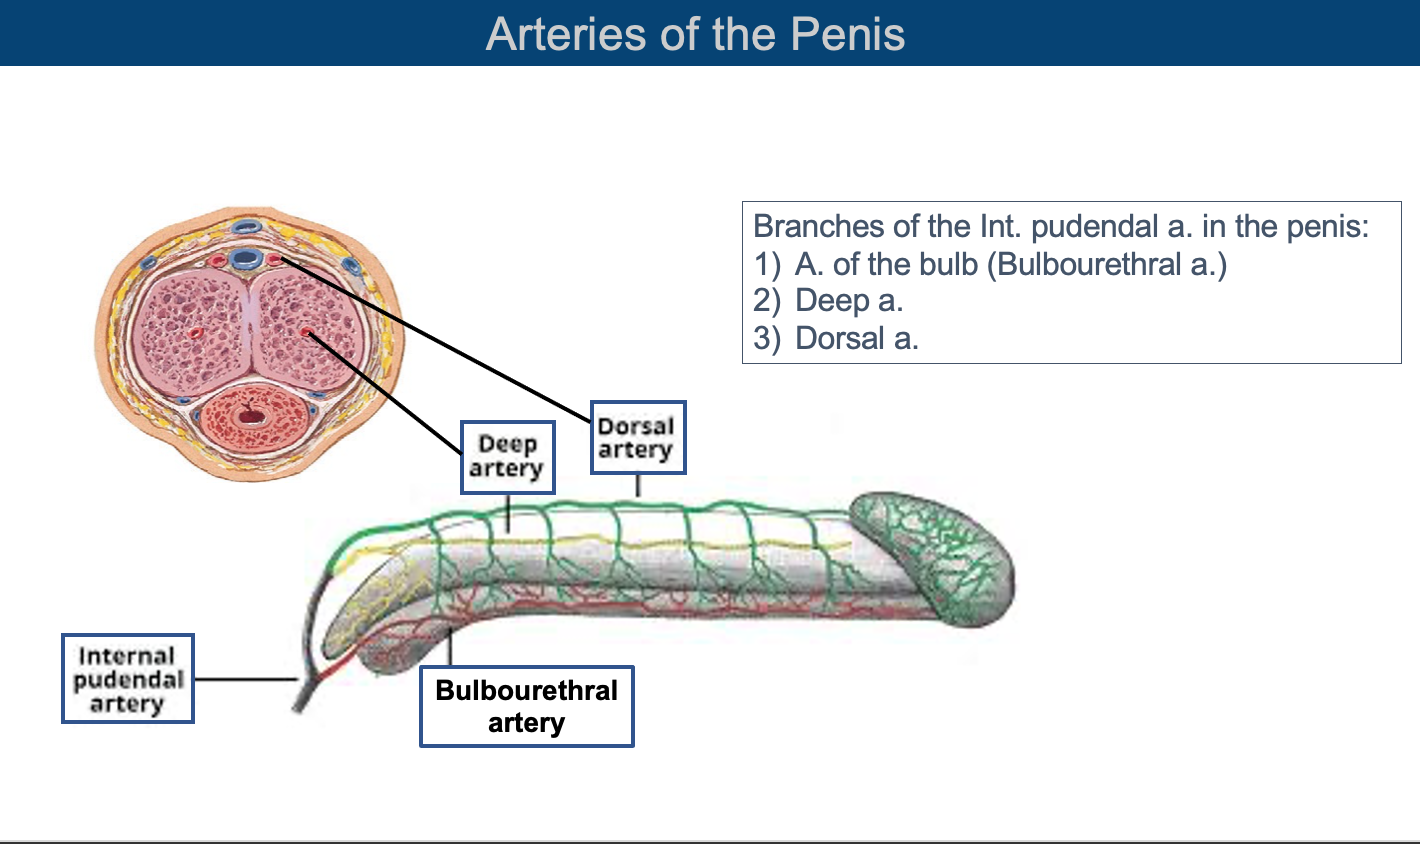 Arteries of the Penis
Branches of the Int. pudendal a. in the penis:
1) A. of the bulb (Bulbourethral a.)
2) Deep a.
3) Dorsal a.
Dorsal
artery
Deep
artery
Internal
pudendal
artery
Bulbourethral
artery